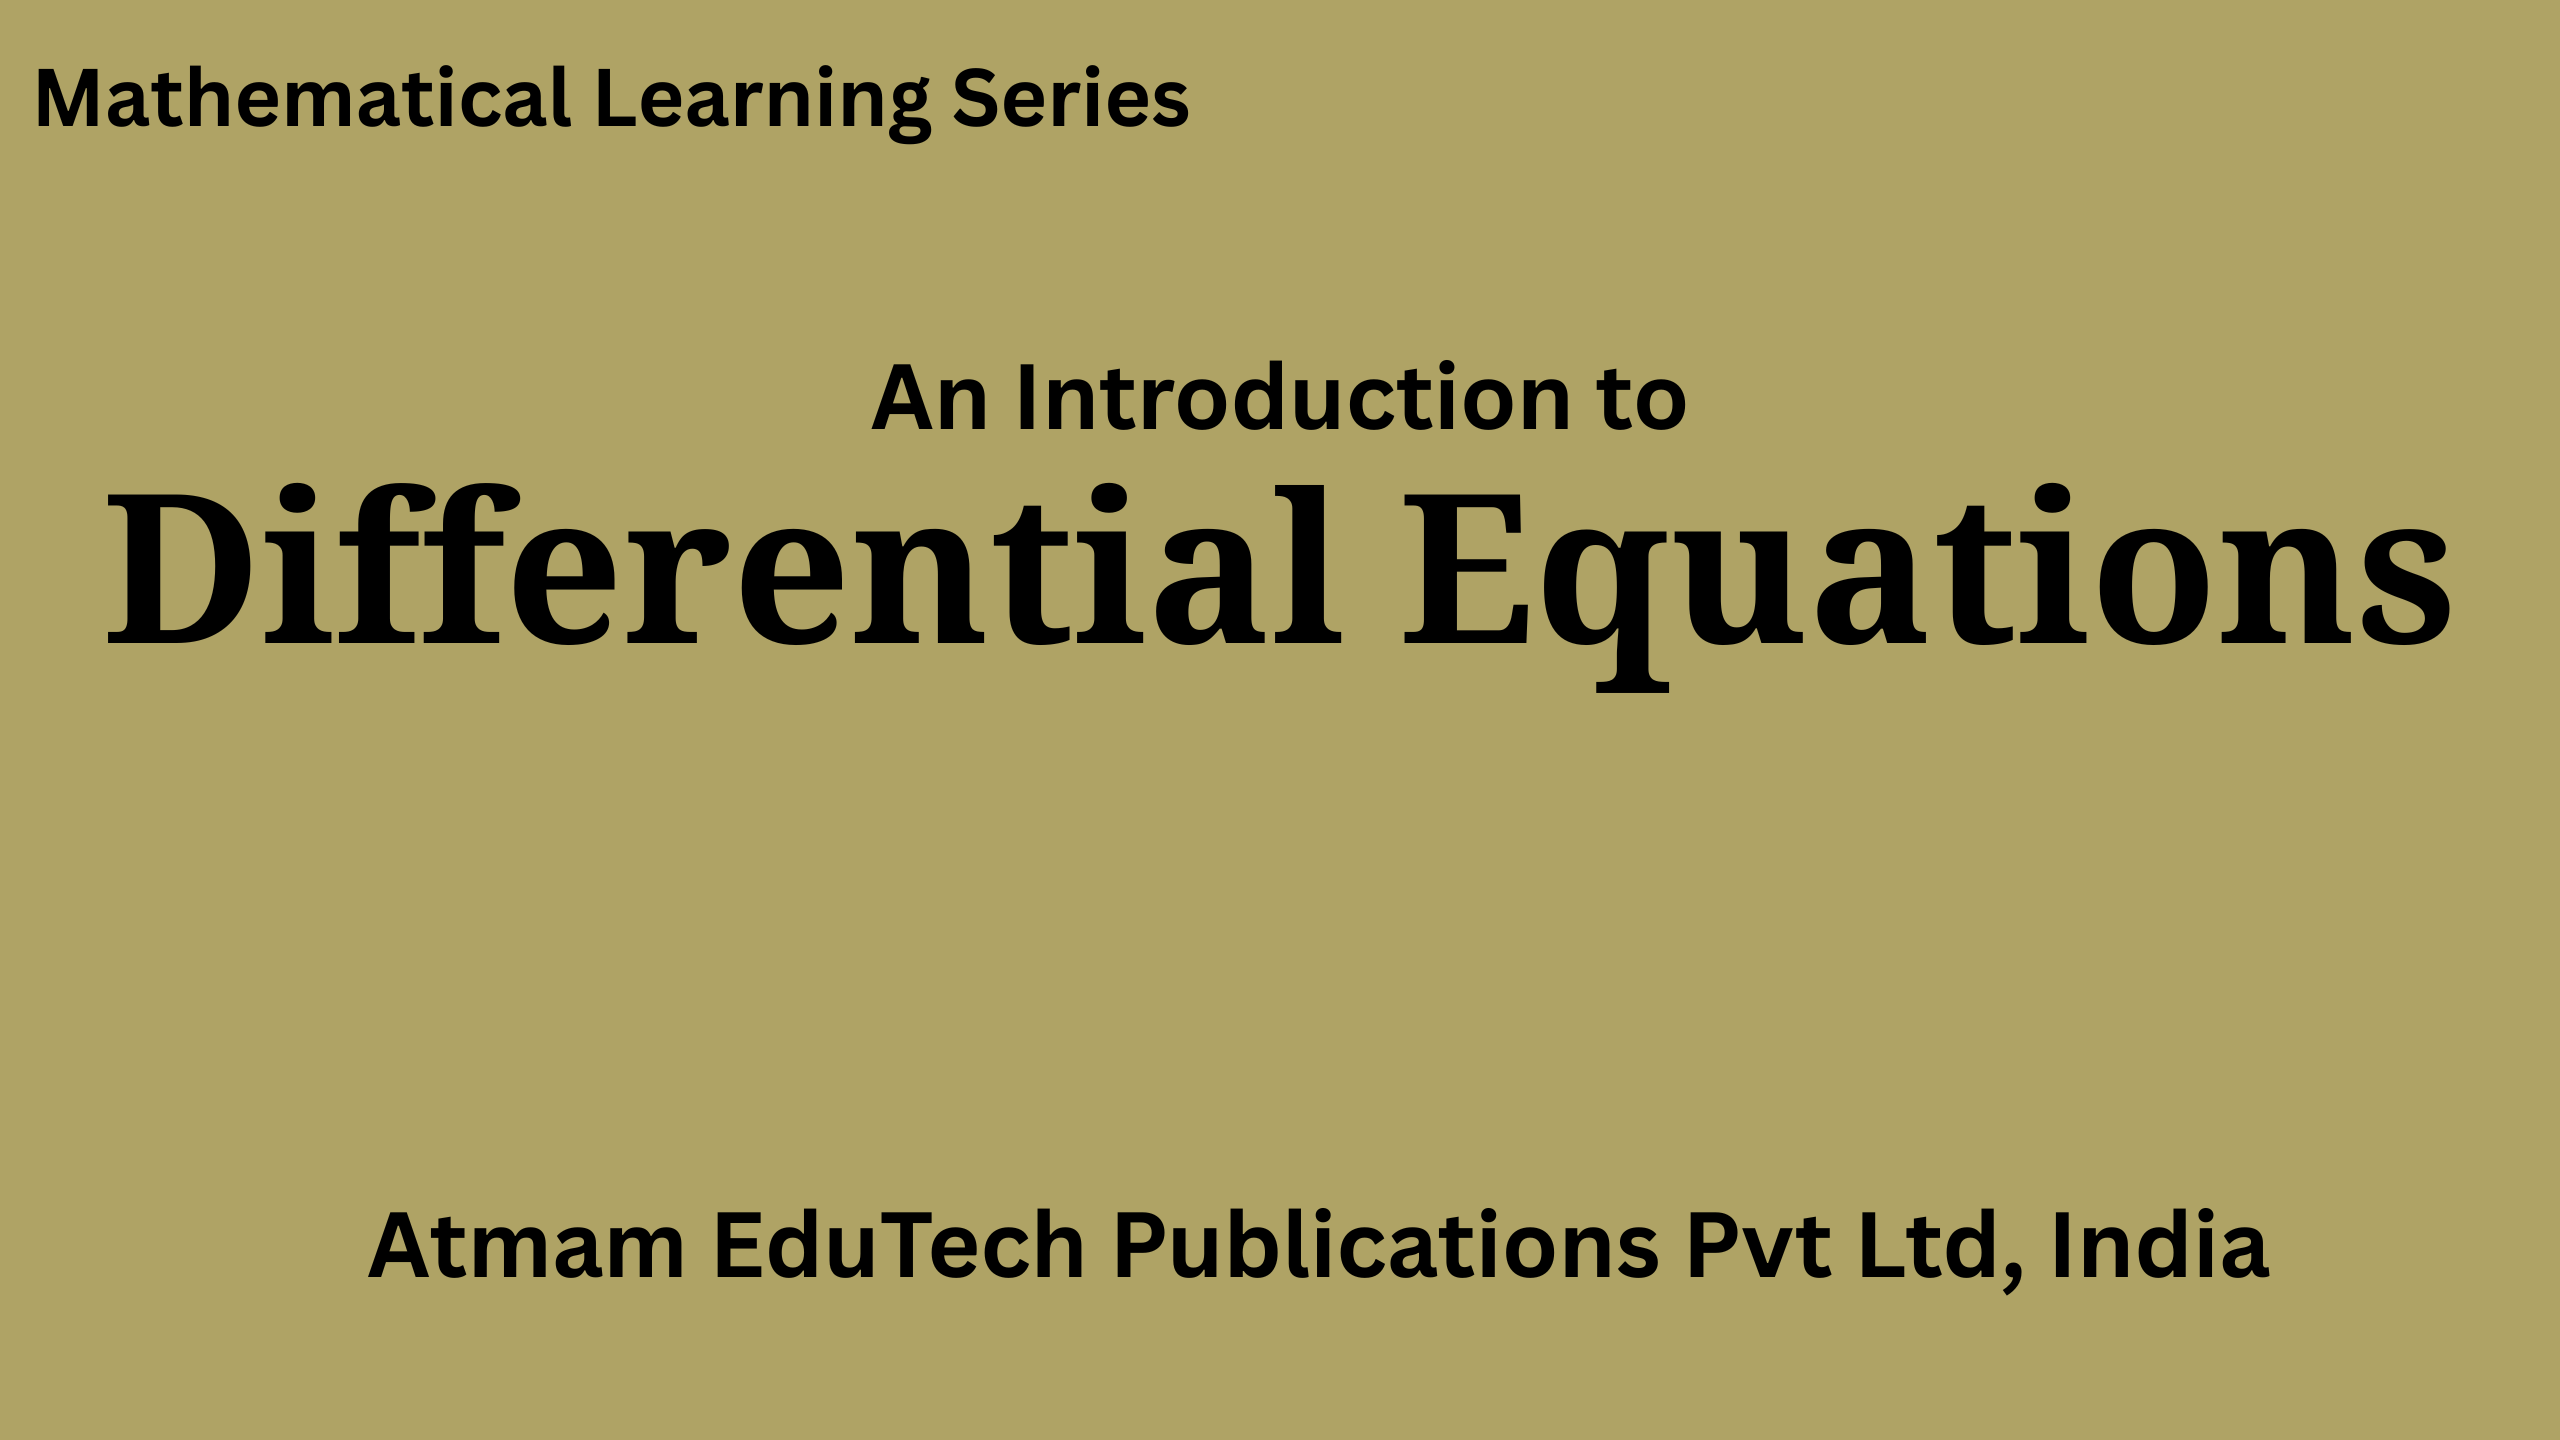 Mathematical Learning Series
An Introduction to
Differential Equations
Atmam EduTech Publications Pvt Ltd, India